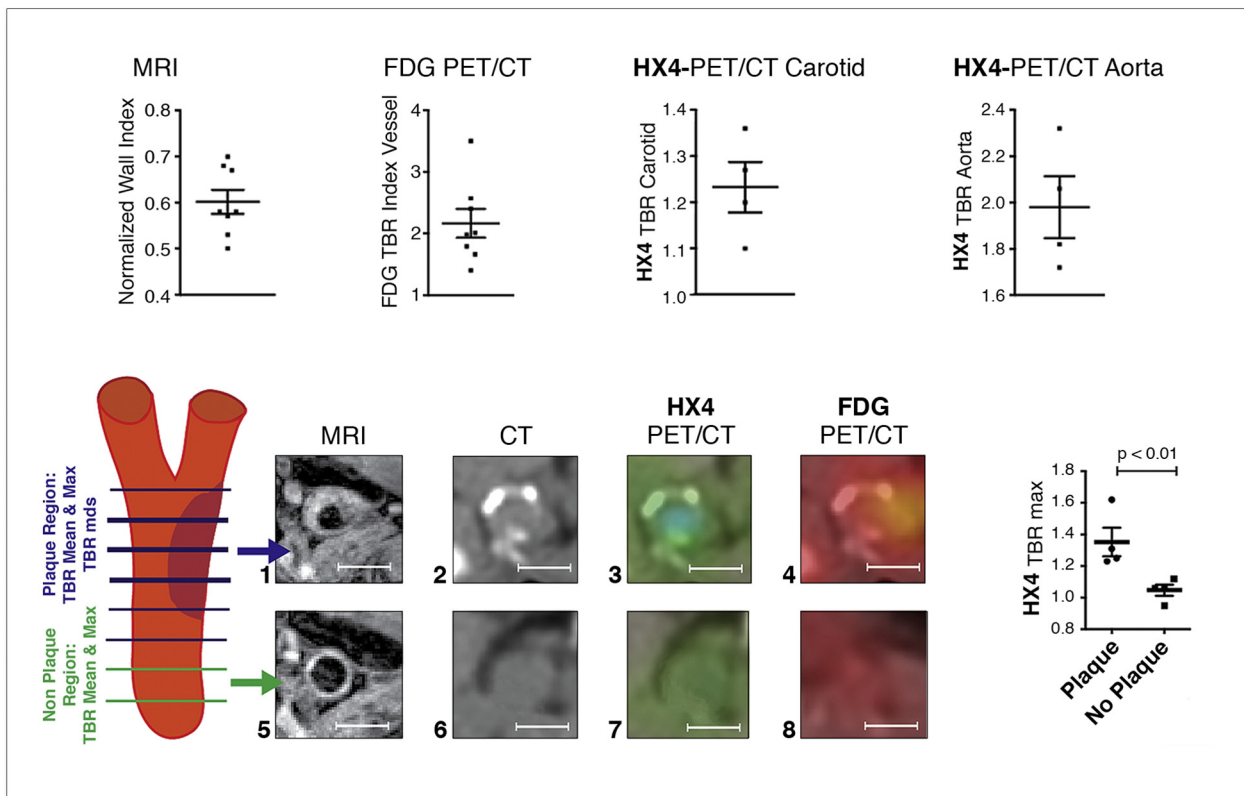 MRI
Normalized Wall Index
0.8
0.7
0.6
0.5
0.4
FDG PET/CT
FDG TBR Index Vessel
4
3
2
1
HX4-PET/CT Carotid
HX4 TBR Carotid
1.4
1.3
1.2
1.1
1.0
HX4-PET/CT Aorta
HX4 TBR Aorta
2.4
2.2
2.0
1.8
1.6
Plaque Region:
TBR Mean & Max
TBR mds
Non Plaque
Region:
TBR Mean & Max
MRI
CT
HX4
PET/CT
FDG
PET/CT
1
2
3
4
5
6
7
8
HX4 TBR max
p < 0.01
1.8
1.6
1.4
1.2
1.0
0.8
Plaque
No Plaque